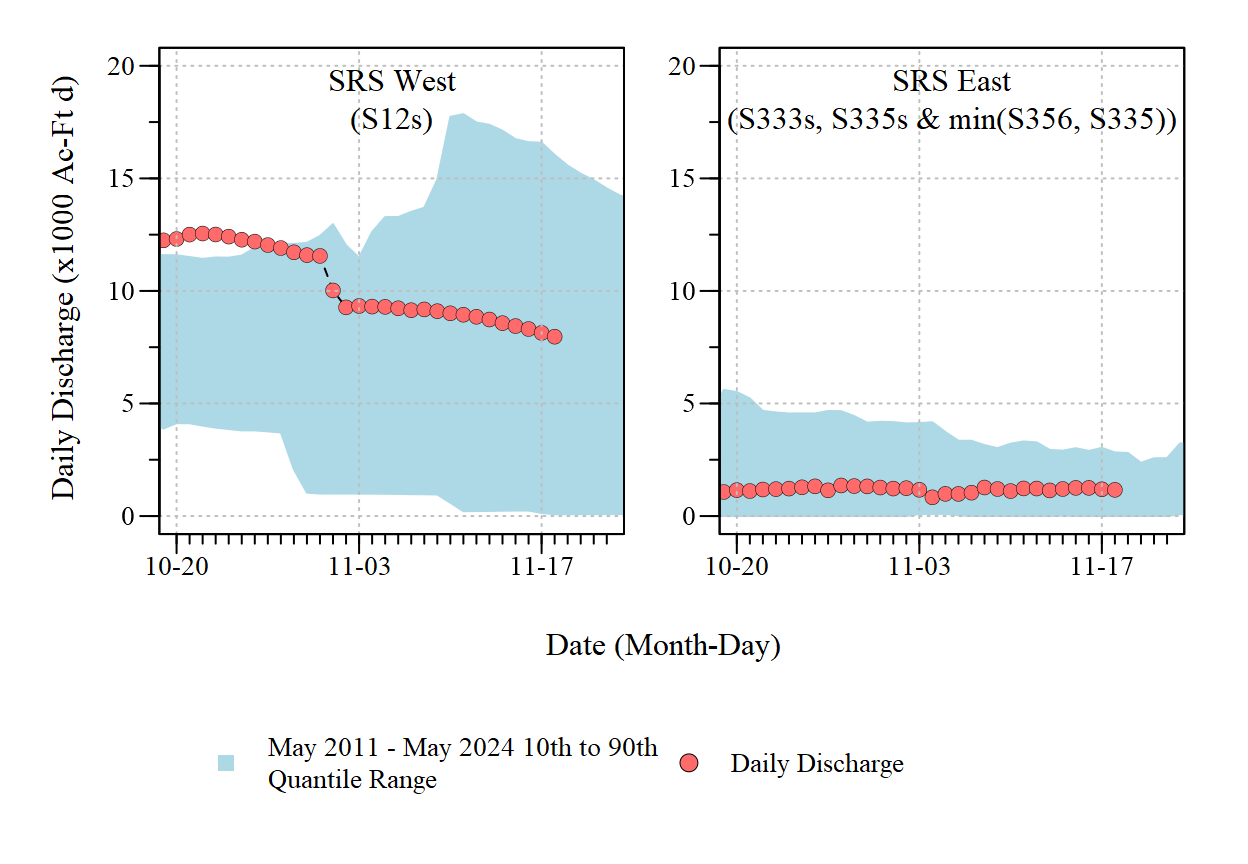 Daily Discharge (x1000 Ac-Ft d)
20
15
10
5
0
SRS West
(S12s)
10-20
11-03
11-17
20
15
10
5
0
SRS East
(S333s, S335s & min(S356, S335))
10-20
11-03
11-17
Date (Month-Day)
May 2011 - May 2024 10th to 90th
Quantile Range
Daily Discharge